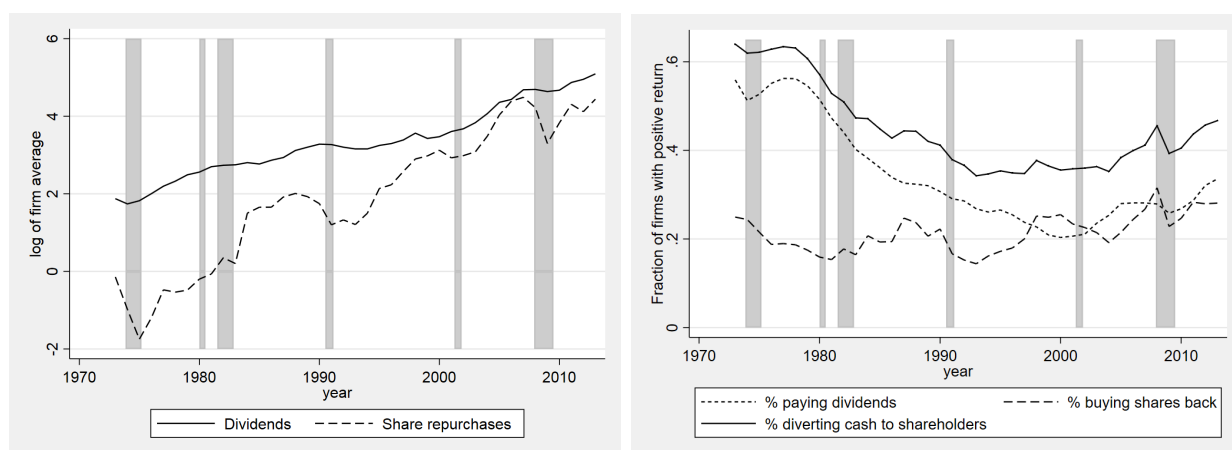 log of firm average
6
4
2
0
-2
1970
1980
1990
2000
2010
year
Dividends
Share repurchases
Fraction of firms with positive return
.6
.4
.2
0
1970
1980
1990
2000
2010
year
% paying dividends
% buying shares back
% diverting cash to shareholders